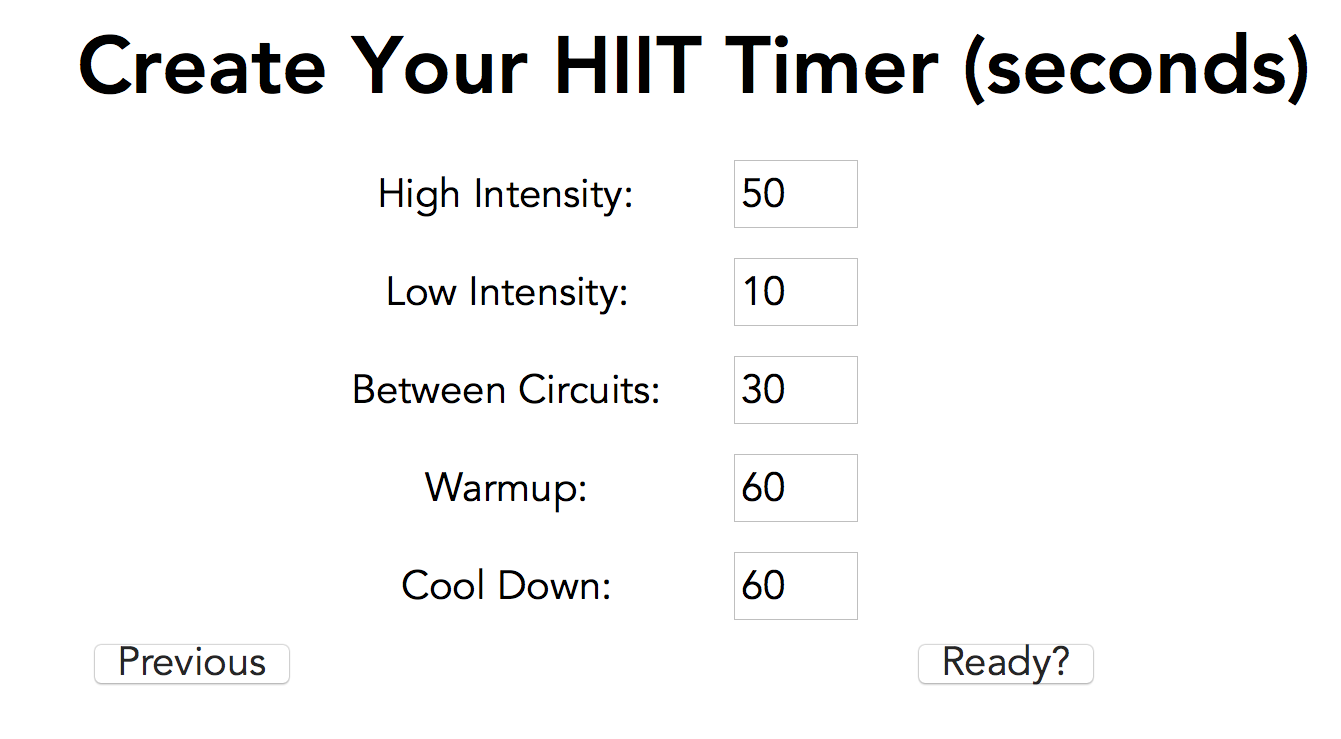 Create Your HIIT Timer (seconds)
High Intensity: 50
Low Intensity: 10
Between Circuits: 30
Warmup: 60
Cool Down: 60
Previous Ready?